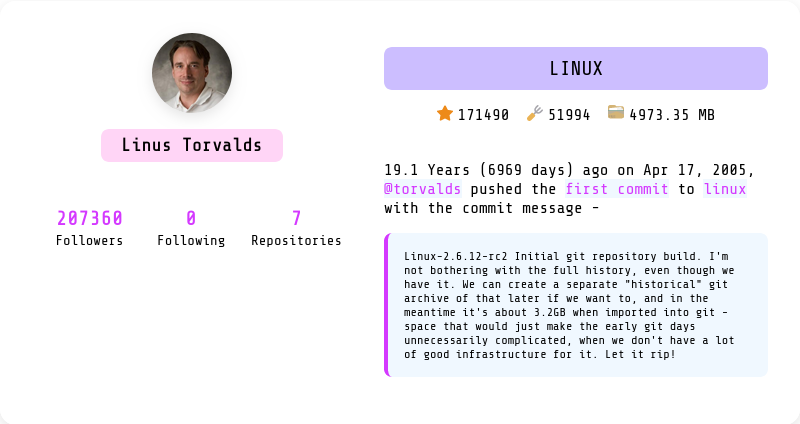 Linus Torvalds
207360 0 7
Followers Following Repositories
LINUX
171490 51994 4973.35 MB
19.1 Years (6969 days) ago on Apr 17, 2005,
@torvalds pushed the first commit to linux
with the commit message -
Linux-2.6.12-rc2 Initial git repository build. I'm
not bothering with the full history, even though we
have it. We can create a separate "historical" git
archive of that later if we want to, and in the
meantime it's about 3.2GB when imported into git -
space that would just make the early git days
unnecessarily complicated, when we don't have a lot
of good infrastructure for it. Let it rip!